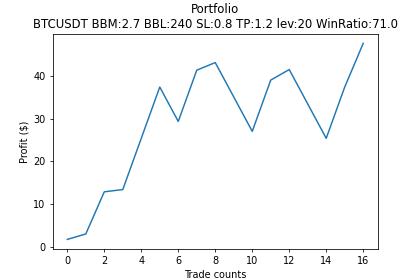 Portfolio
BTCUSDT BBM:2.7 BBL:240 SL:0.8 TP:1.2 lev:20 WinRatio:71.0
40
30
20
10
0
Profit ($)
0 2 4 6 8 10 12 14 16
Trade counts